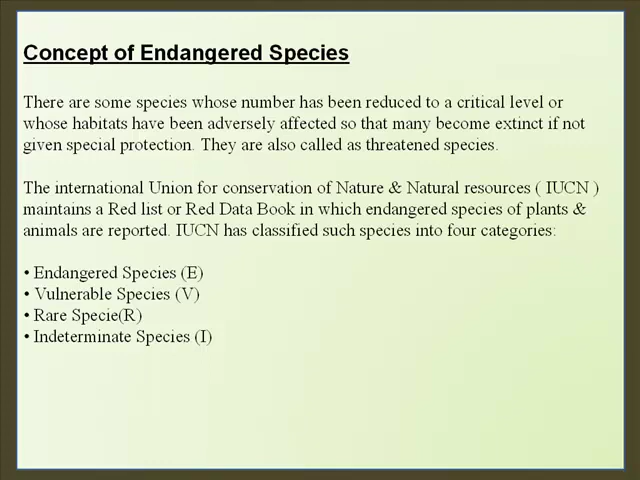 Concept of Endangered Species
There are some species whose number has been reduced to a critical level or
whose habitats have been adversely affected so that many become extinct if not
given special protection. They are also called as threatened species.
The international Union for conservation of Nature & Natural resources ( IUCN )
maintains a Red list or Red Data Book in which endangered species of plants &
animals are reported. IUCN has classified such species into four categories:
• Endangered Species (E)
• Vulnerable Species (V)
• Rare Specie(R)
• Indeterminate Species (I)